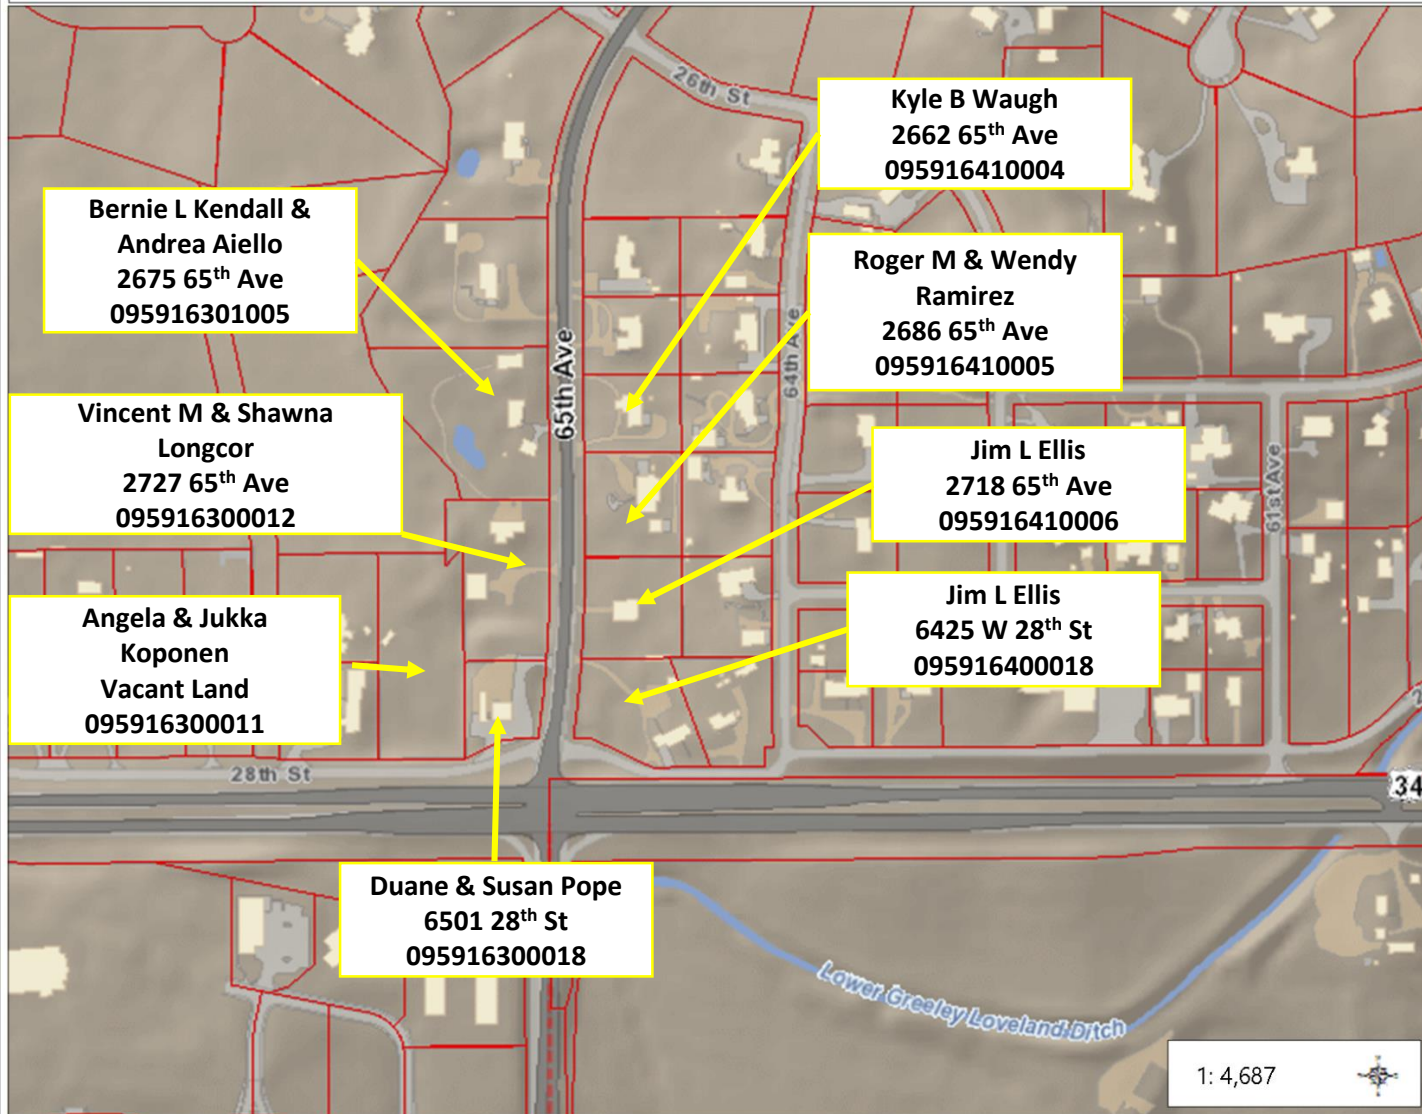 26th St
Kyle B Waugh
2662 65th Ave
095916410004
Bernie L Kendall &
Andrea Aiello
2675 65th Ave
095916301005
Roger M & Wendy
Ramirez
2686 65th Ave
095916410005
65th Ave
64th Ave
Vincent M & Shawna
Longcor
2727 65th Ave
095916300012
Jim L Ellis
2718 65th Ave
095916410006
61st Ave
Angela & Jukka
Koponen
Vacant Land
095916300011
Jim L Ellis
6425 W 28th St
095916400018
28th St
34
Duane & Susan Pope
6501 28th St
095916300018
Lower Greeley Loveland Ditch
1: 4,687